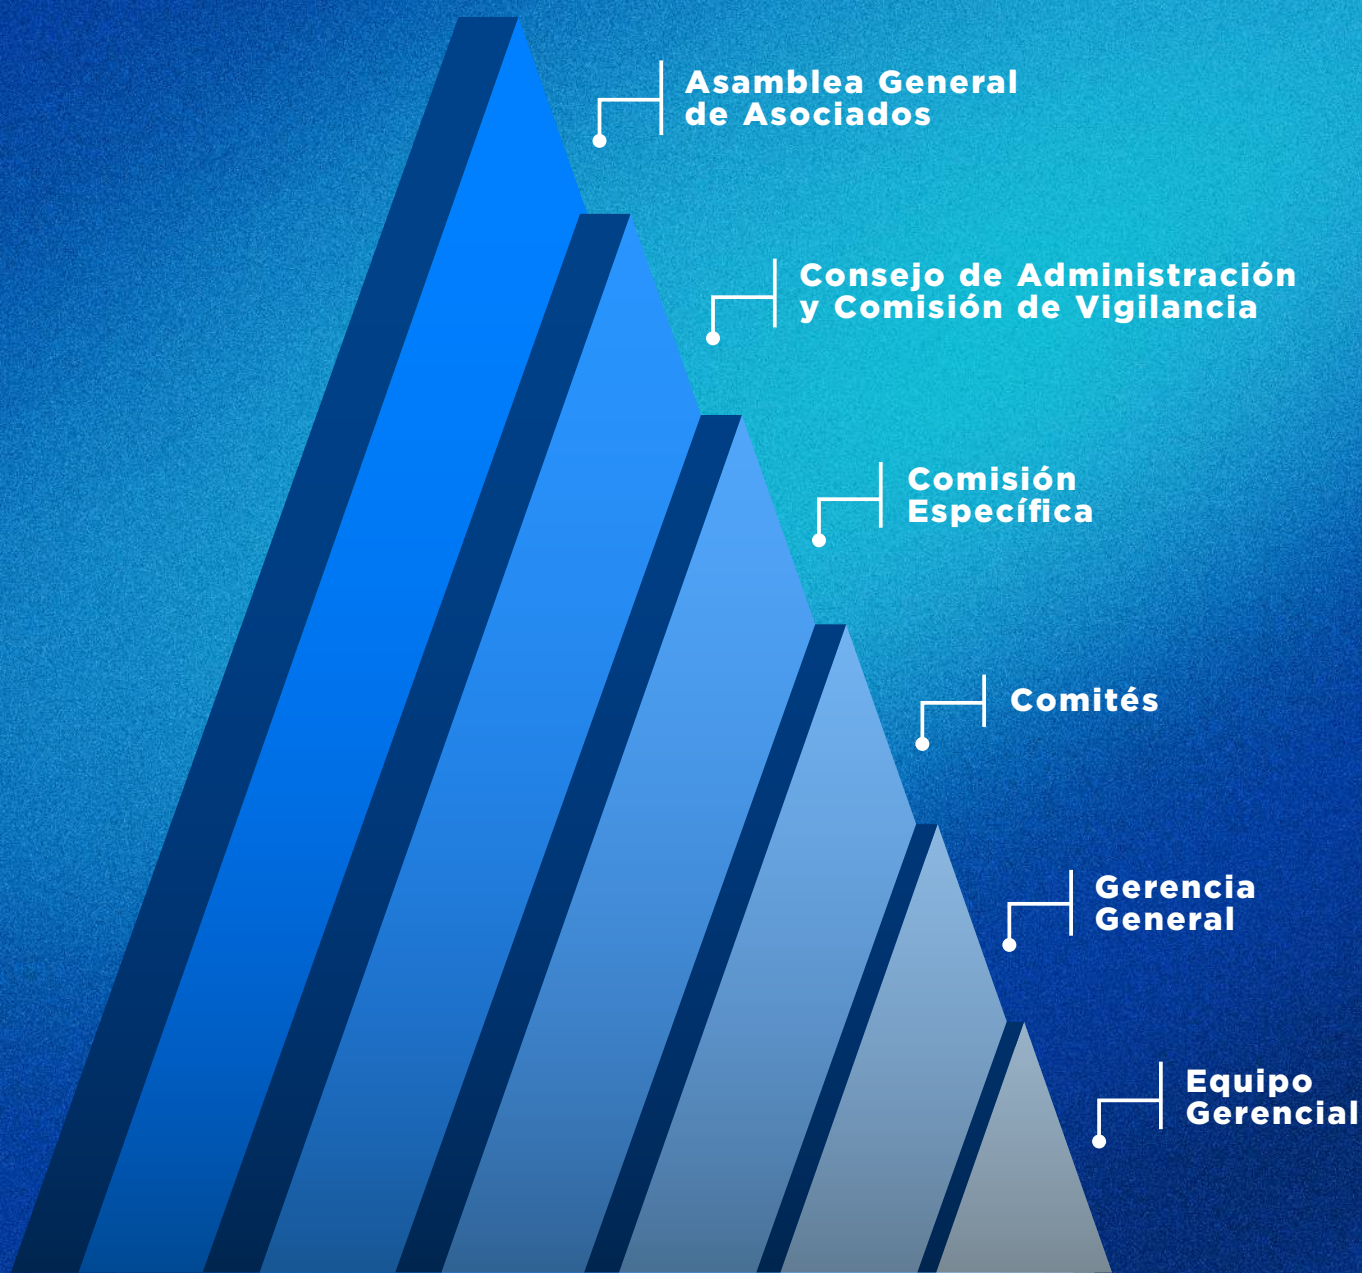 Asamblea General
de Asociados
Consejo de Administración
y Comisión de Vigilancia
Comisión
Específica
Comités
Gerencia
General
Equipo
Gerencial